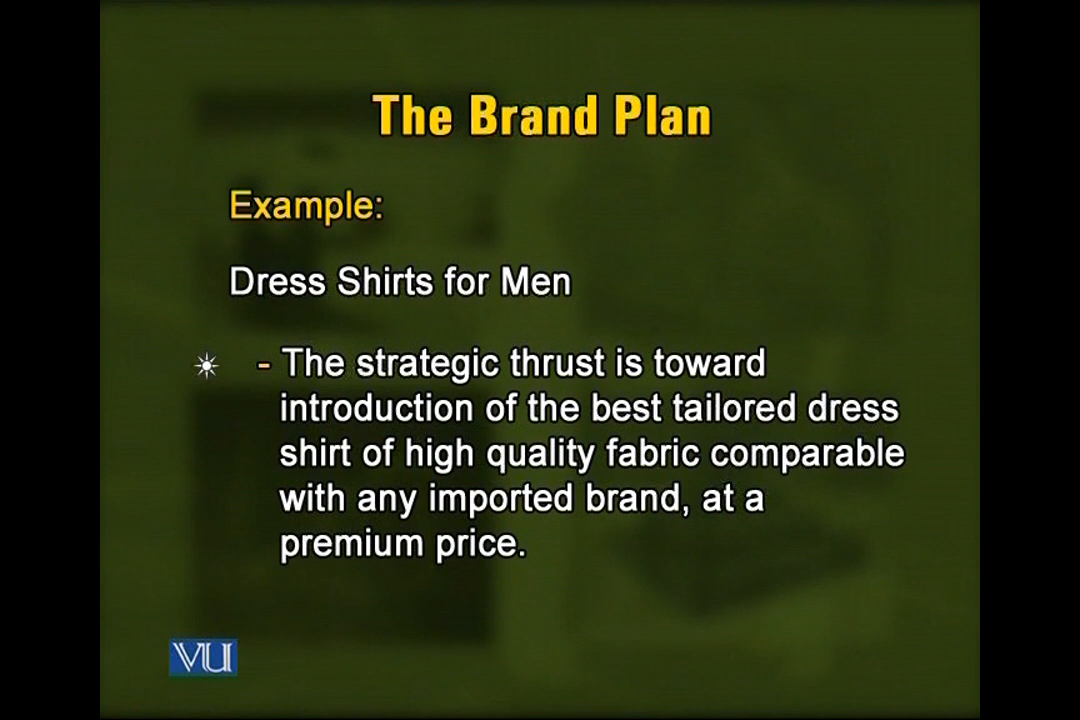 The Brand Plan
Example:
Dress Shirts for Men
- The strategic thrust is toward
introduction of the best tailored dress
shirt of high quality fabric comparable
with any imported brand, at a
premium price.
VU